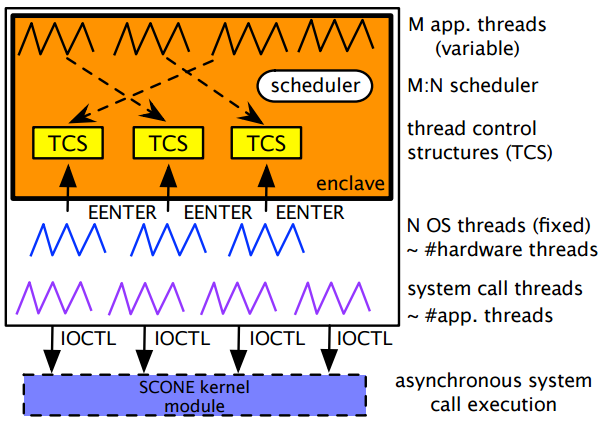 M app. threads
(variable)
scheduler
M:N scheduler
TCS
TCS
TCS
thread control
structures (TCS)
enclave
EENTER
EENTER
EENTER
N OS threads (fixed)
~ #hardware threads
system call threads
~ #app. threads
IOCTL
IOCTL
IOCTL
IOCTL
SCONE kernel
module
asynchronous system
call execution